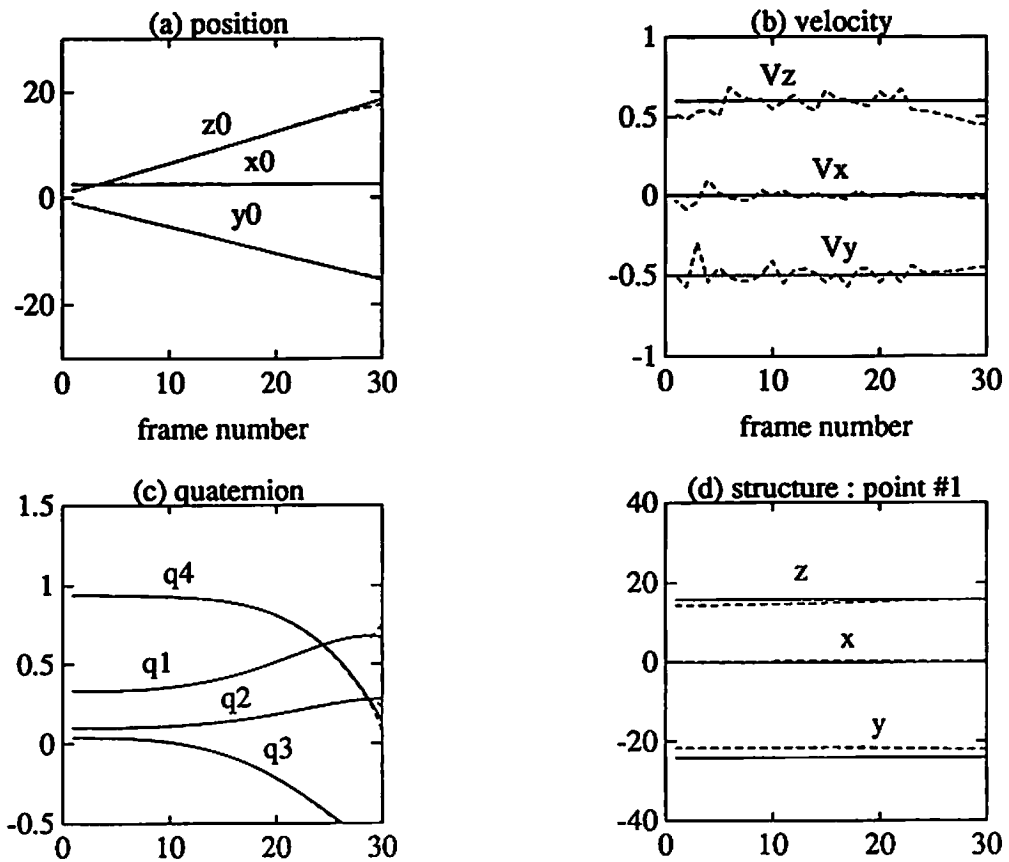 (a) position
20
0
-20
z0
x0
y0
0 10 20 30
frame number
(b) velocity
1
0.5
0
-0.5
-1
Vz
Vx
Vy
0 10 20 30
frame number
(c) quaternion
1.5
1
0.5
0
-0.5
q4
q1
q2
q3
0 10 20 30
(d) structure : point #1
40
20
0
-20
-40
z
x
y
0 10 20 30